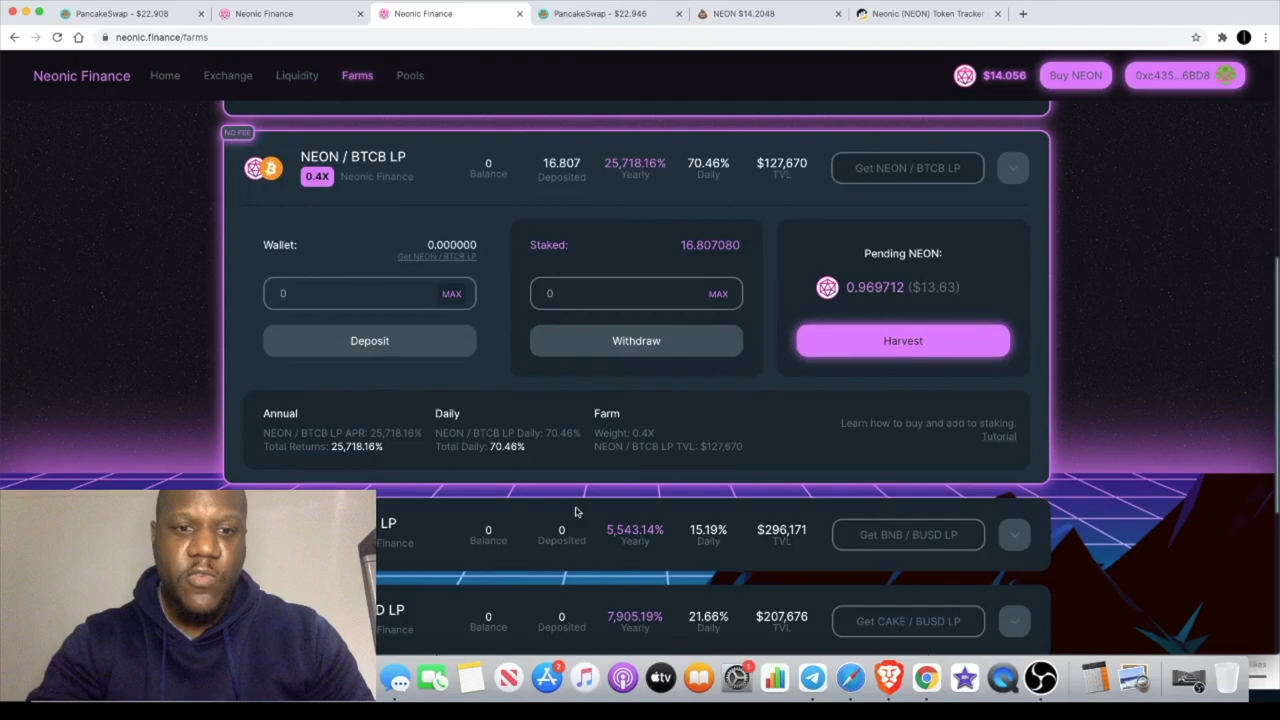 PancakeSwap - $22.908
Neonic Finance
Neonic Finance
PancakeSwap - $22.946
NEON $14.2048
Neonic (NEON) Token Tracker
neonic.finance/farms
Neonic Finance
Home
Exchange
Liquidity
Farms
Pools
$14.056
Buy NEON
0xc435...6BD8
NO FEE
NEON / BTCB LP
0.4X
Neonic Finance
0
Balance
16.807
Deposited
25,718.16%
Yearly
70.46%
Daily
$127,670
TVL
Get NEON / BTCB LP
Wallet:
0.000000
Get NEON / BTCB LP
0
MAX
Deposit
Staked:
16.807080
0
MAX
Withdraw
Pending NEON:
0.969712 ($13.63)
Harvest
Annual
NEON / BTCB LP APR: 25,718.16%
Total Returns: 25,718.16%
Daily
NEON / BTCB LP Daily: 70.46%
Total Daily: 70.46%
Farm
Weight: 0.4X
NEON / BTCB LP TVL: $127,670
Learn how to buy and add to staking.
Tutorial
LP
Finance
0
Balance
0
Deposited
5,543.14%
Yearly
15.19%
Daily
$296,171
TVL
Get BNB / BUSD LP
D LP
Finance
0
Balance
0
Deposited
7,905.19%
Yearly
21.66%
Daily
$207,676
TVL
Get CAKE / BUSD LP
tv
likes